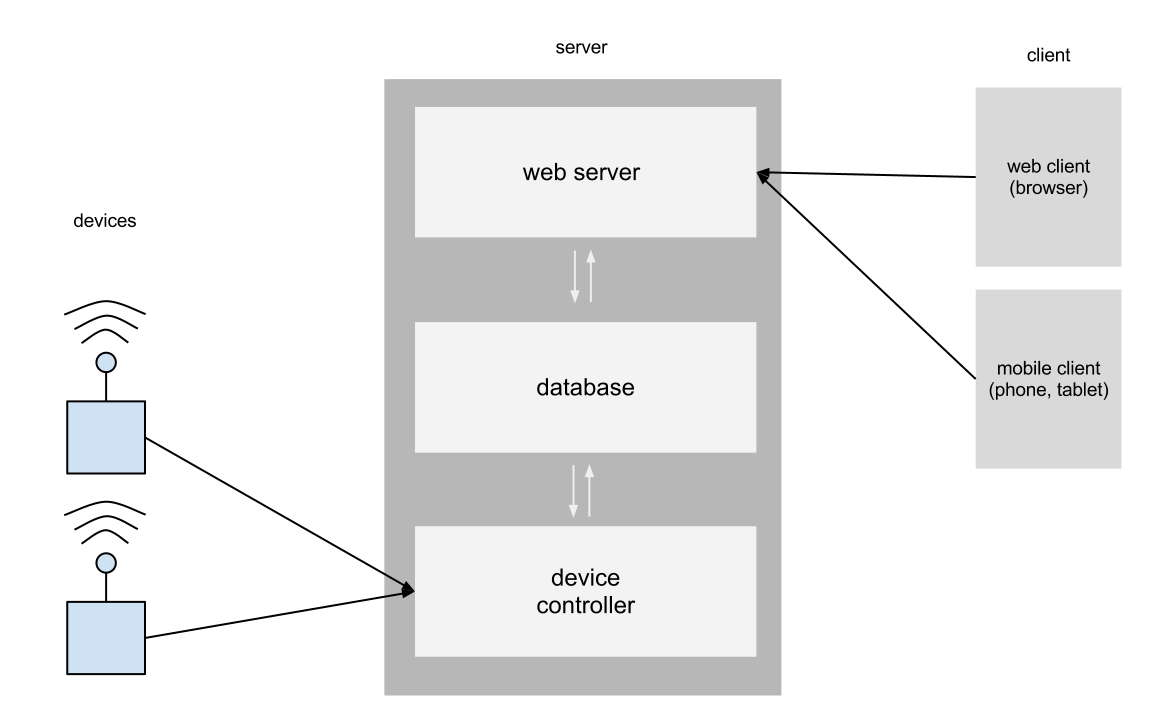 server
client
web server
web client
(browser)
devices
database
mobile client
(phone, tablet)
device
controller